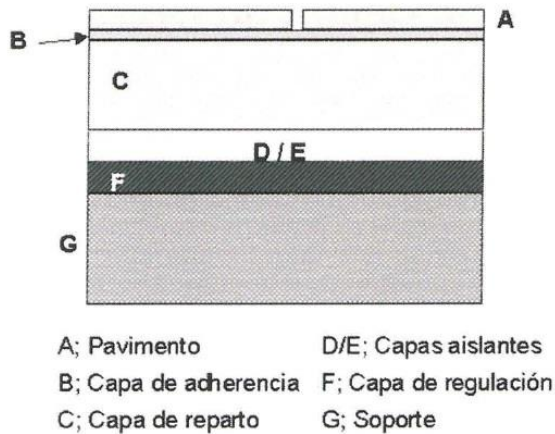 A
B
C
D / E
F
G
A; Pavimento D/E; Capas aislantes
B; Capa de adherencia F; Capa de regulación
C; Capa de reparto G; Soporte